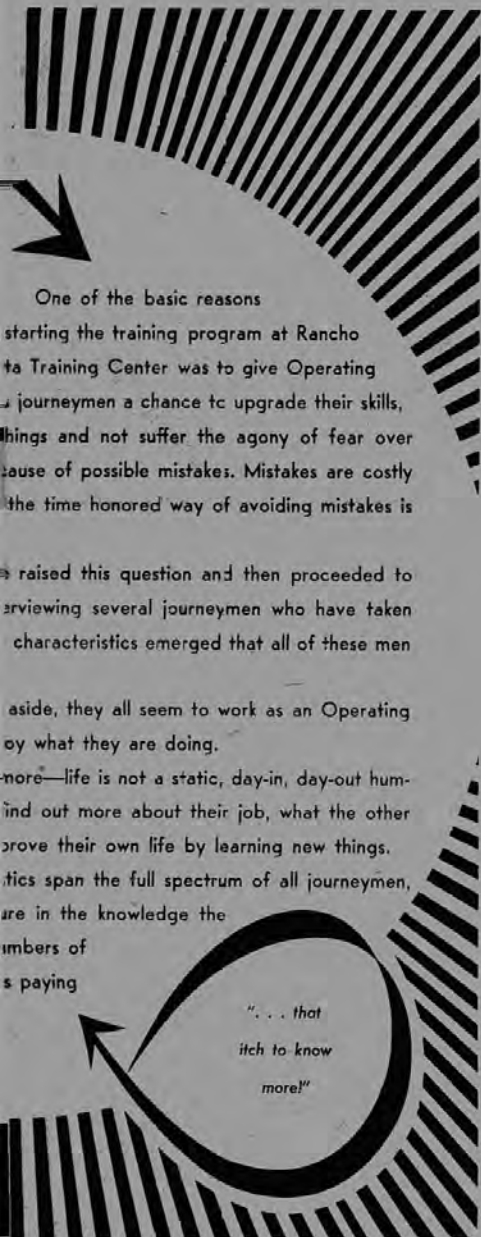 One of the basic reasons
starting the training program at Rancho
ta Training Center was to give Operating
journeymen a chance tc upgrade their skills,
hings and not suffer the agony of fear over
ause of possible mistakes. Mistakes are costly
the time honored way of avoiding mistakes is
raised this question and then proceeded to
erviewing several journeymen who have taken
characteristics emerged that all of these men
aside, they all seem to work as an Operating
oy what they are doing.
more—life is not a static, day-in, day-out hum-
ind out more about their job, what the other
prove their own life by learning new things.
tics span the full spectrum of all journeymen,
are in the knowledge the
mbers of
s paying
". . . that
itch to know
more!"